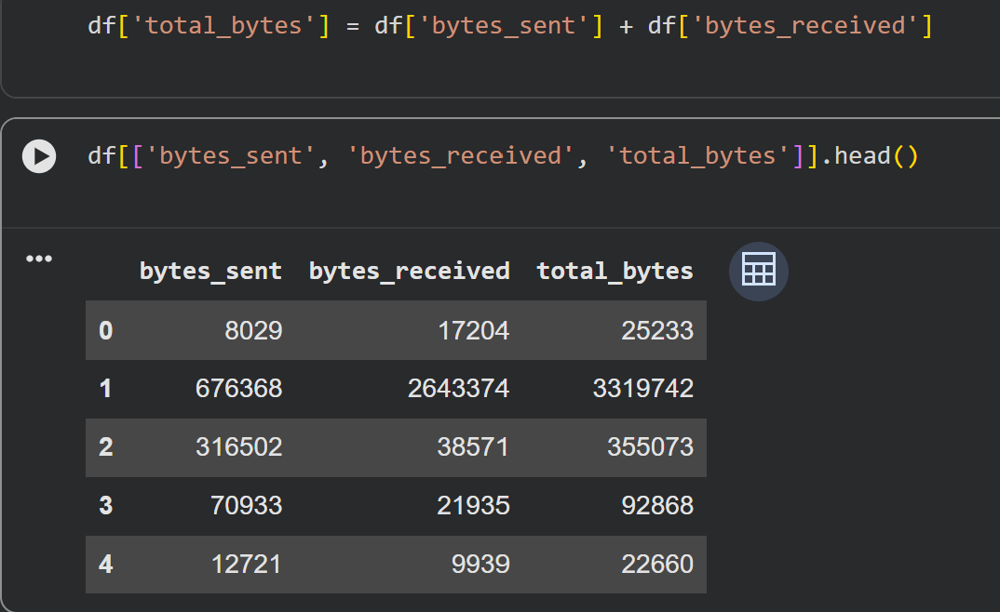 df['total_bytes'] = df['bytes_sent'] + df['bytes_received']
df[['bytes_sent', 'bytes_received', 'total_bytes']].head()
bytes_sent bytes_received total_bytes
0 8029 17204 25233
1 676368 2643374 3319742
2 316502 38571 355073
3 70933 21935 92868
4 12721 9939 22660